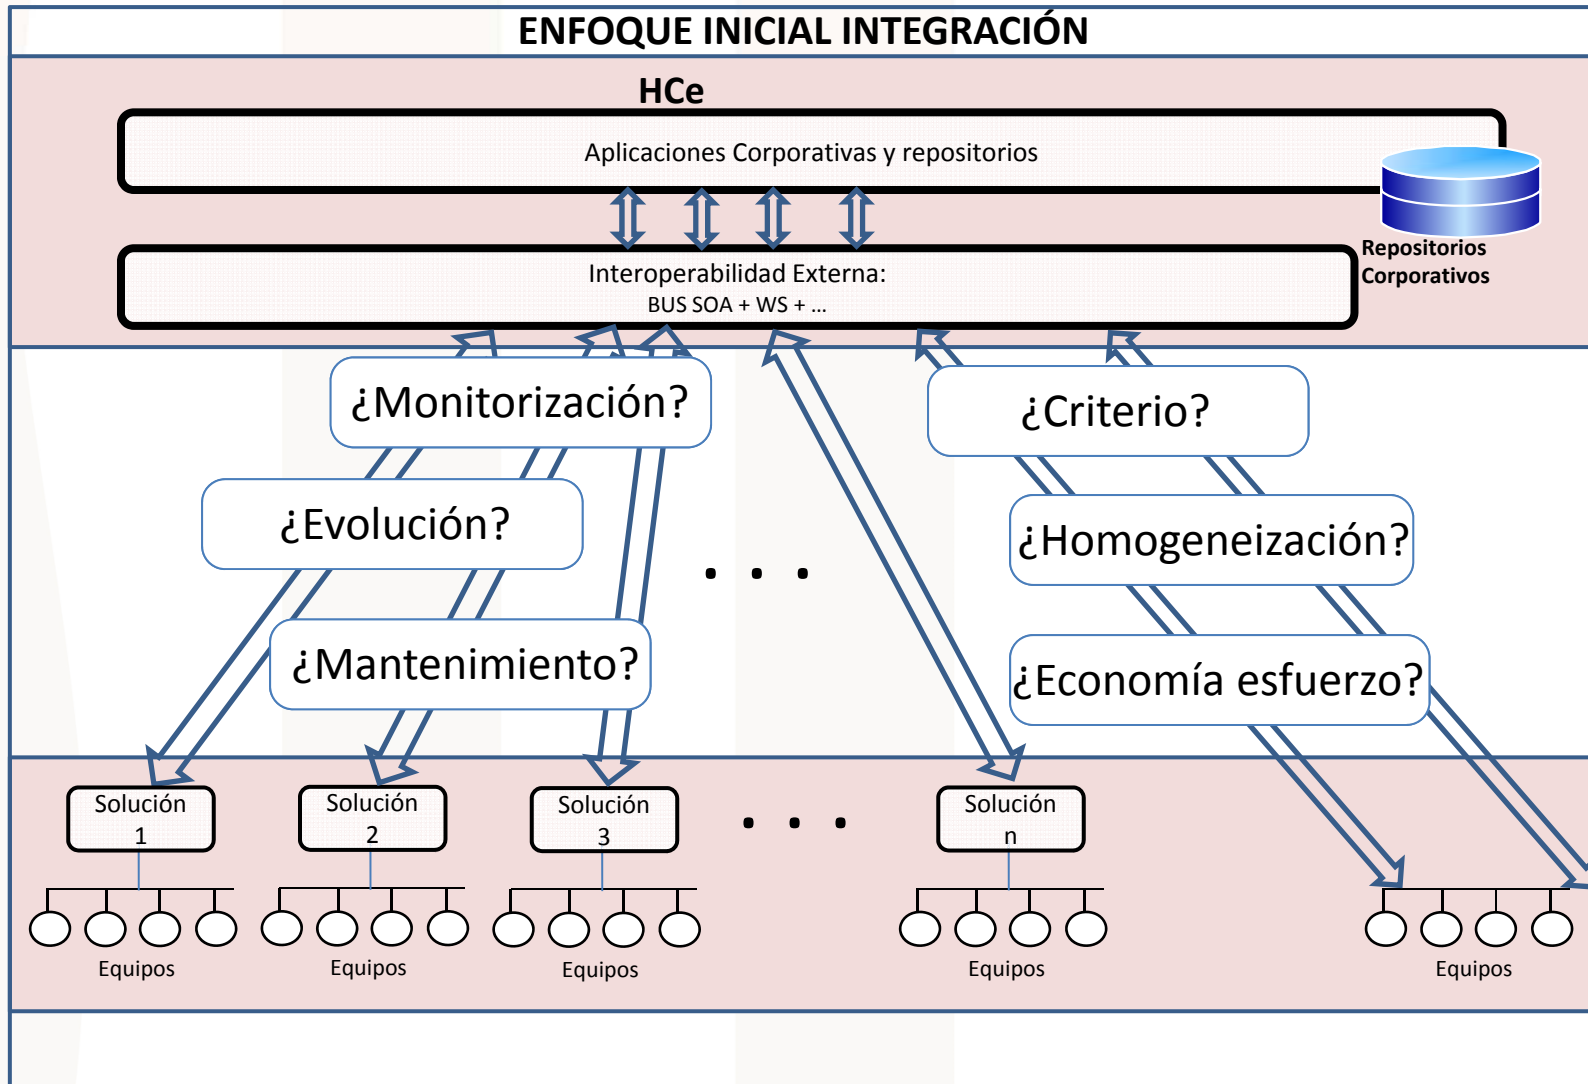 ENFOQUE INICIAL INTEGRACIÓN
HCe
Aplicaciones Corporativas y repositorios
Repositorios
Corporativos
Interoperabilidad Externa:
BUS SOA + WS + ...
¿Monitorización?
¿Criterio?
¿Evolución?
¿Homogeneización?
. . .
¿Mantenimiento?
¿Economía esfuerzo?
Solución
1
Solución
2
Solución
3
. . .
Solución
n
Equipos
Equipos
Equipos
Equipos
Equipos